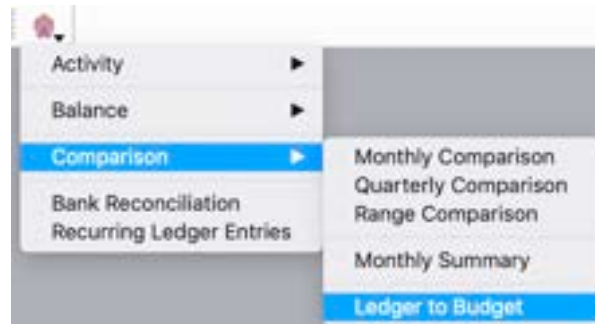 Activity
Balance
Comparison
Bank Reconciliation
Recurring Ledger Entries
Monthly Comparison
Quarterly Comparison
Range Comparison
Monthly Summary
Ledger to Budget